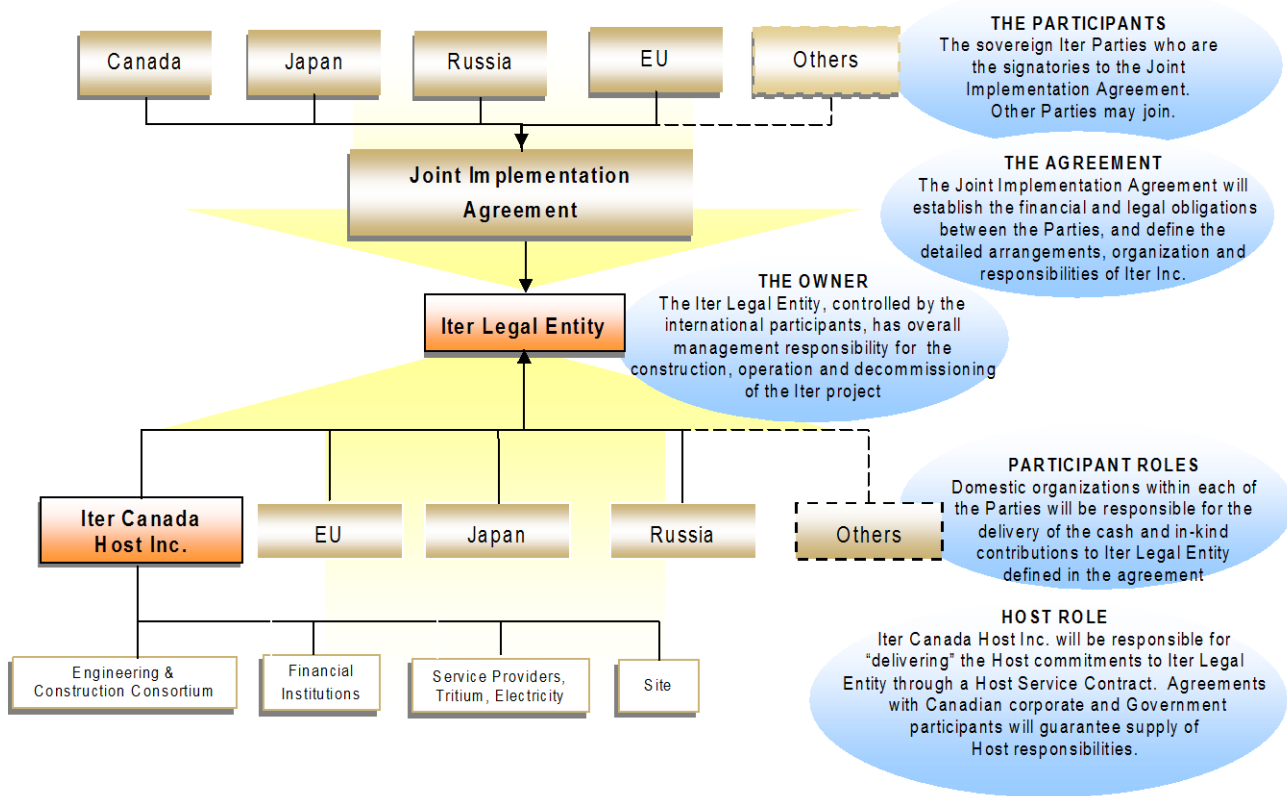 Canada
Japan
Russia
EU
Others
THE PARTICIPANTS
The sovereign Iter Parties who are
the signatories to the Joint
Implementation Agreement.
Other Parties may join.
Joint Implementation
Agreement
THE AGREEMENT
The Joint Implementation Agreement will
establish the financial and legal obligations
between the Parties, and define the
detailed arrangements, organization and
responsibilities of Iter Inc.
Iter Legal Entity
THE OWNER
The Iter Legal Entity, controlled by the
international participants, has overall
management responsibility for the
construction, operation and decommissioning
of the Iter project
Iter Canada
Host Inc.
EU
Japan
Russia
Others
PARTICIPANT ROLES
Domestic organizations within each of
the Parties will be responsible for the
delivery of the cash and in-kind
contributions to Iter Legal Entity
defined in the agreement
Engineering &
Construction Consortium
Financial
Institutions
Service Providers,
Tritium, Electricity
Site
HOST ROLE
Iter Canada Host Inc. will be responsible for
“delivering” the Host commitments to Iter Legal
Entity through a Host Service Contract. Agreements
with Canadian corporate and Government
participants will guarantee supply of
Host responsibilities.